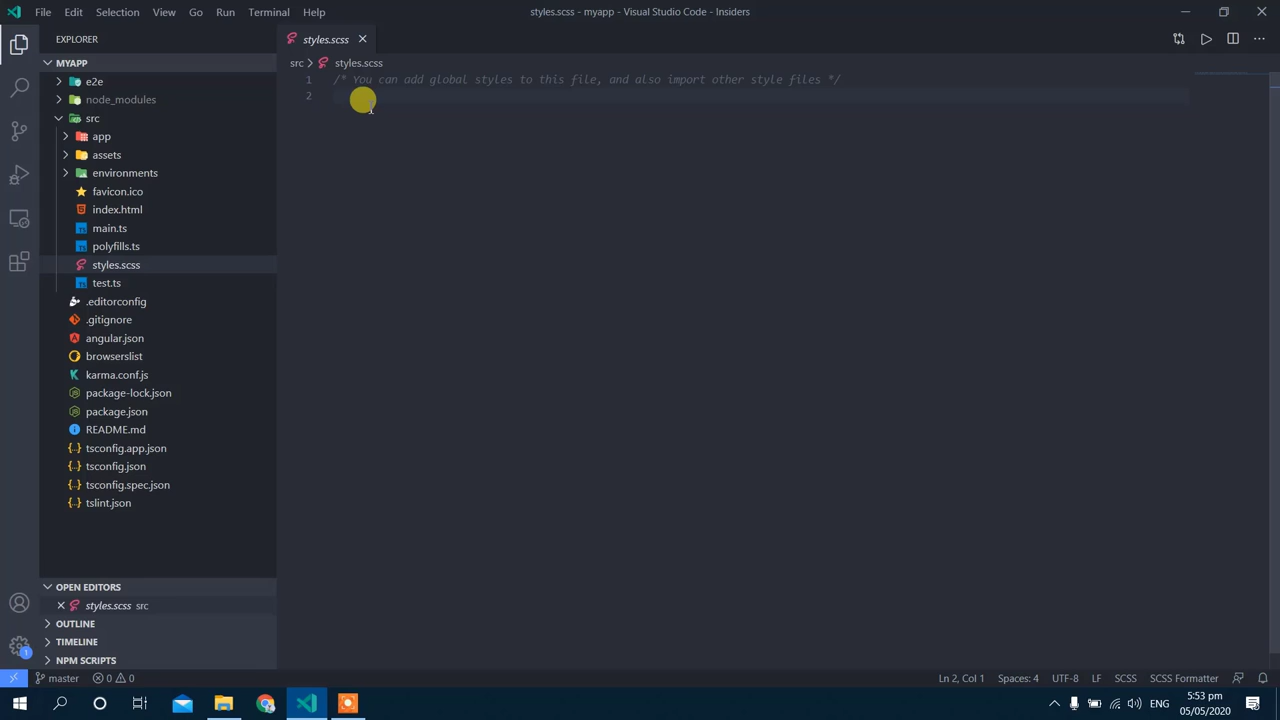 File Edit Selection View Go Run Terminal Help
styles.scss - myapp - Visual Studio Code - Insiders
EXPLORER
styles.scss
MYAPP
src
styles.scss
e2e
node_modules
src
app
assets
environments
favicon.ico
index.html
main.ts
polyfills.ts
styles.scss
test.ts
.editorconfig
.gitignore
angular.json
browserslist
karma.conf.js
package-lock.json
package.json
README.md
tsconfig.app.json
tsconfig.json
tsconfig.spec.json
tslint.json
1 /* You can add global styles to this file, and also import other style files */
2
OPEN EDITORS
styles.scss src
OUTLINE
TIMELINE
NPM SCRIPTS
1
master 0 0
Ln 2, Col 1 Spaces: 4 UTF-8 LF SCSS SCSS Formatter
ENG
5:53 pm
05/05/2020